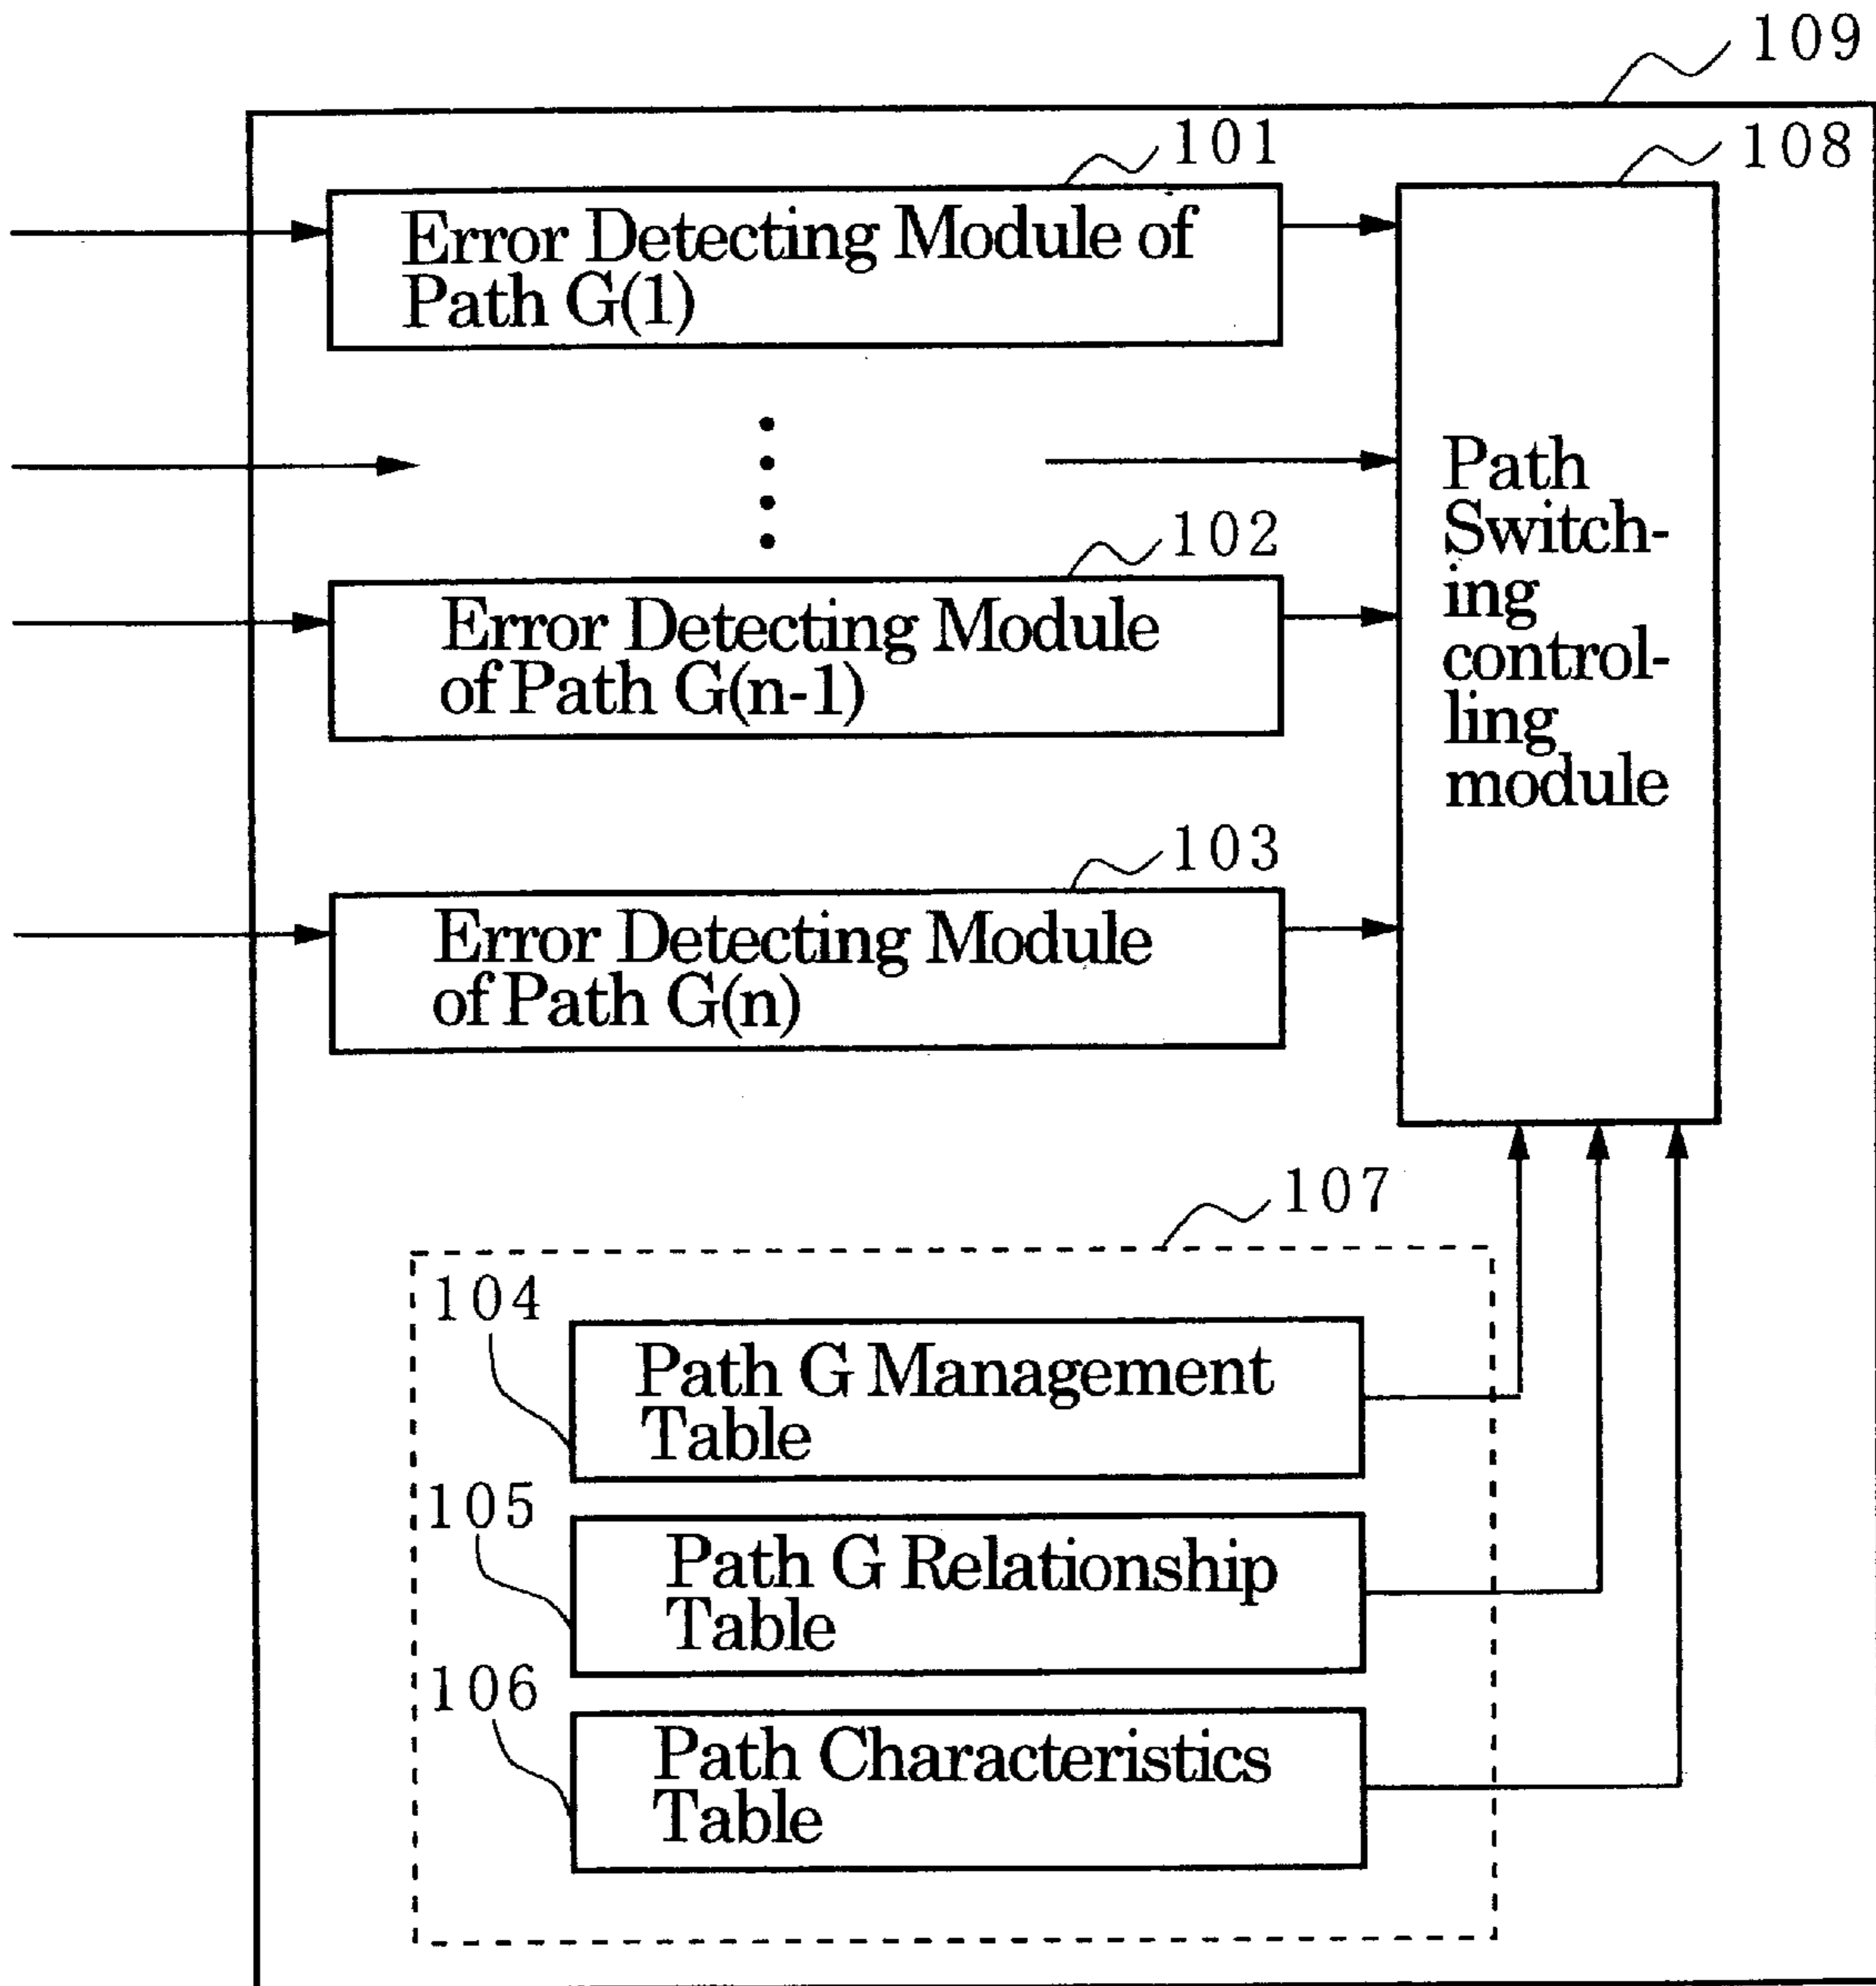 109
101
108
Error Detecting Module of
Path G(1)
Path
Switch-
ing
control-
ling
module
102
Error Detecting Module
of Path G(n-1)
103
Error Detecting Module
of Path G(n)
107
104
Path G Management
Table
105
Path G Relationship
Table
106
Path Characteristics
Table